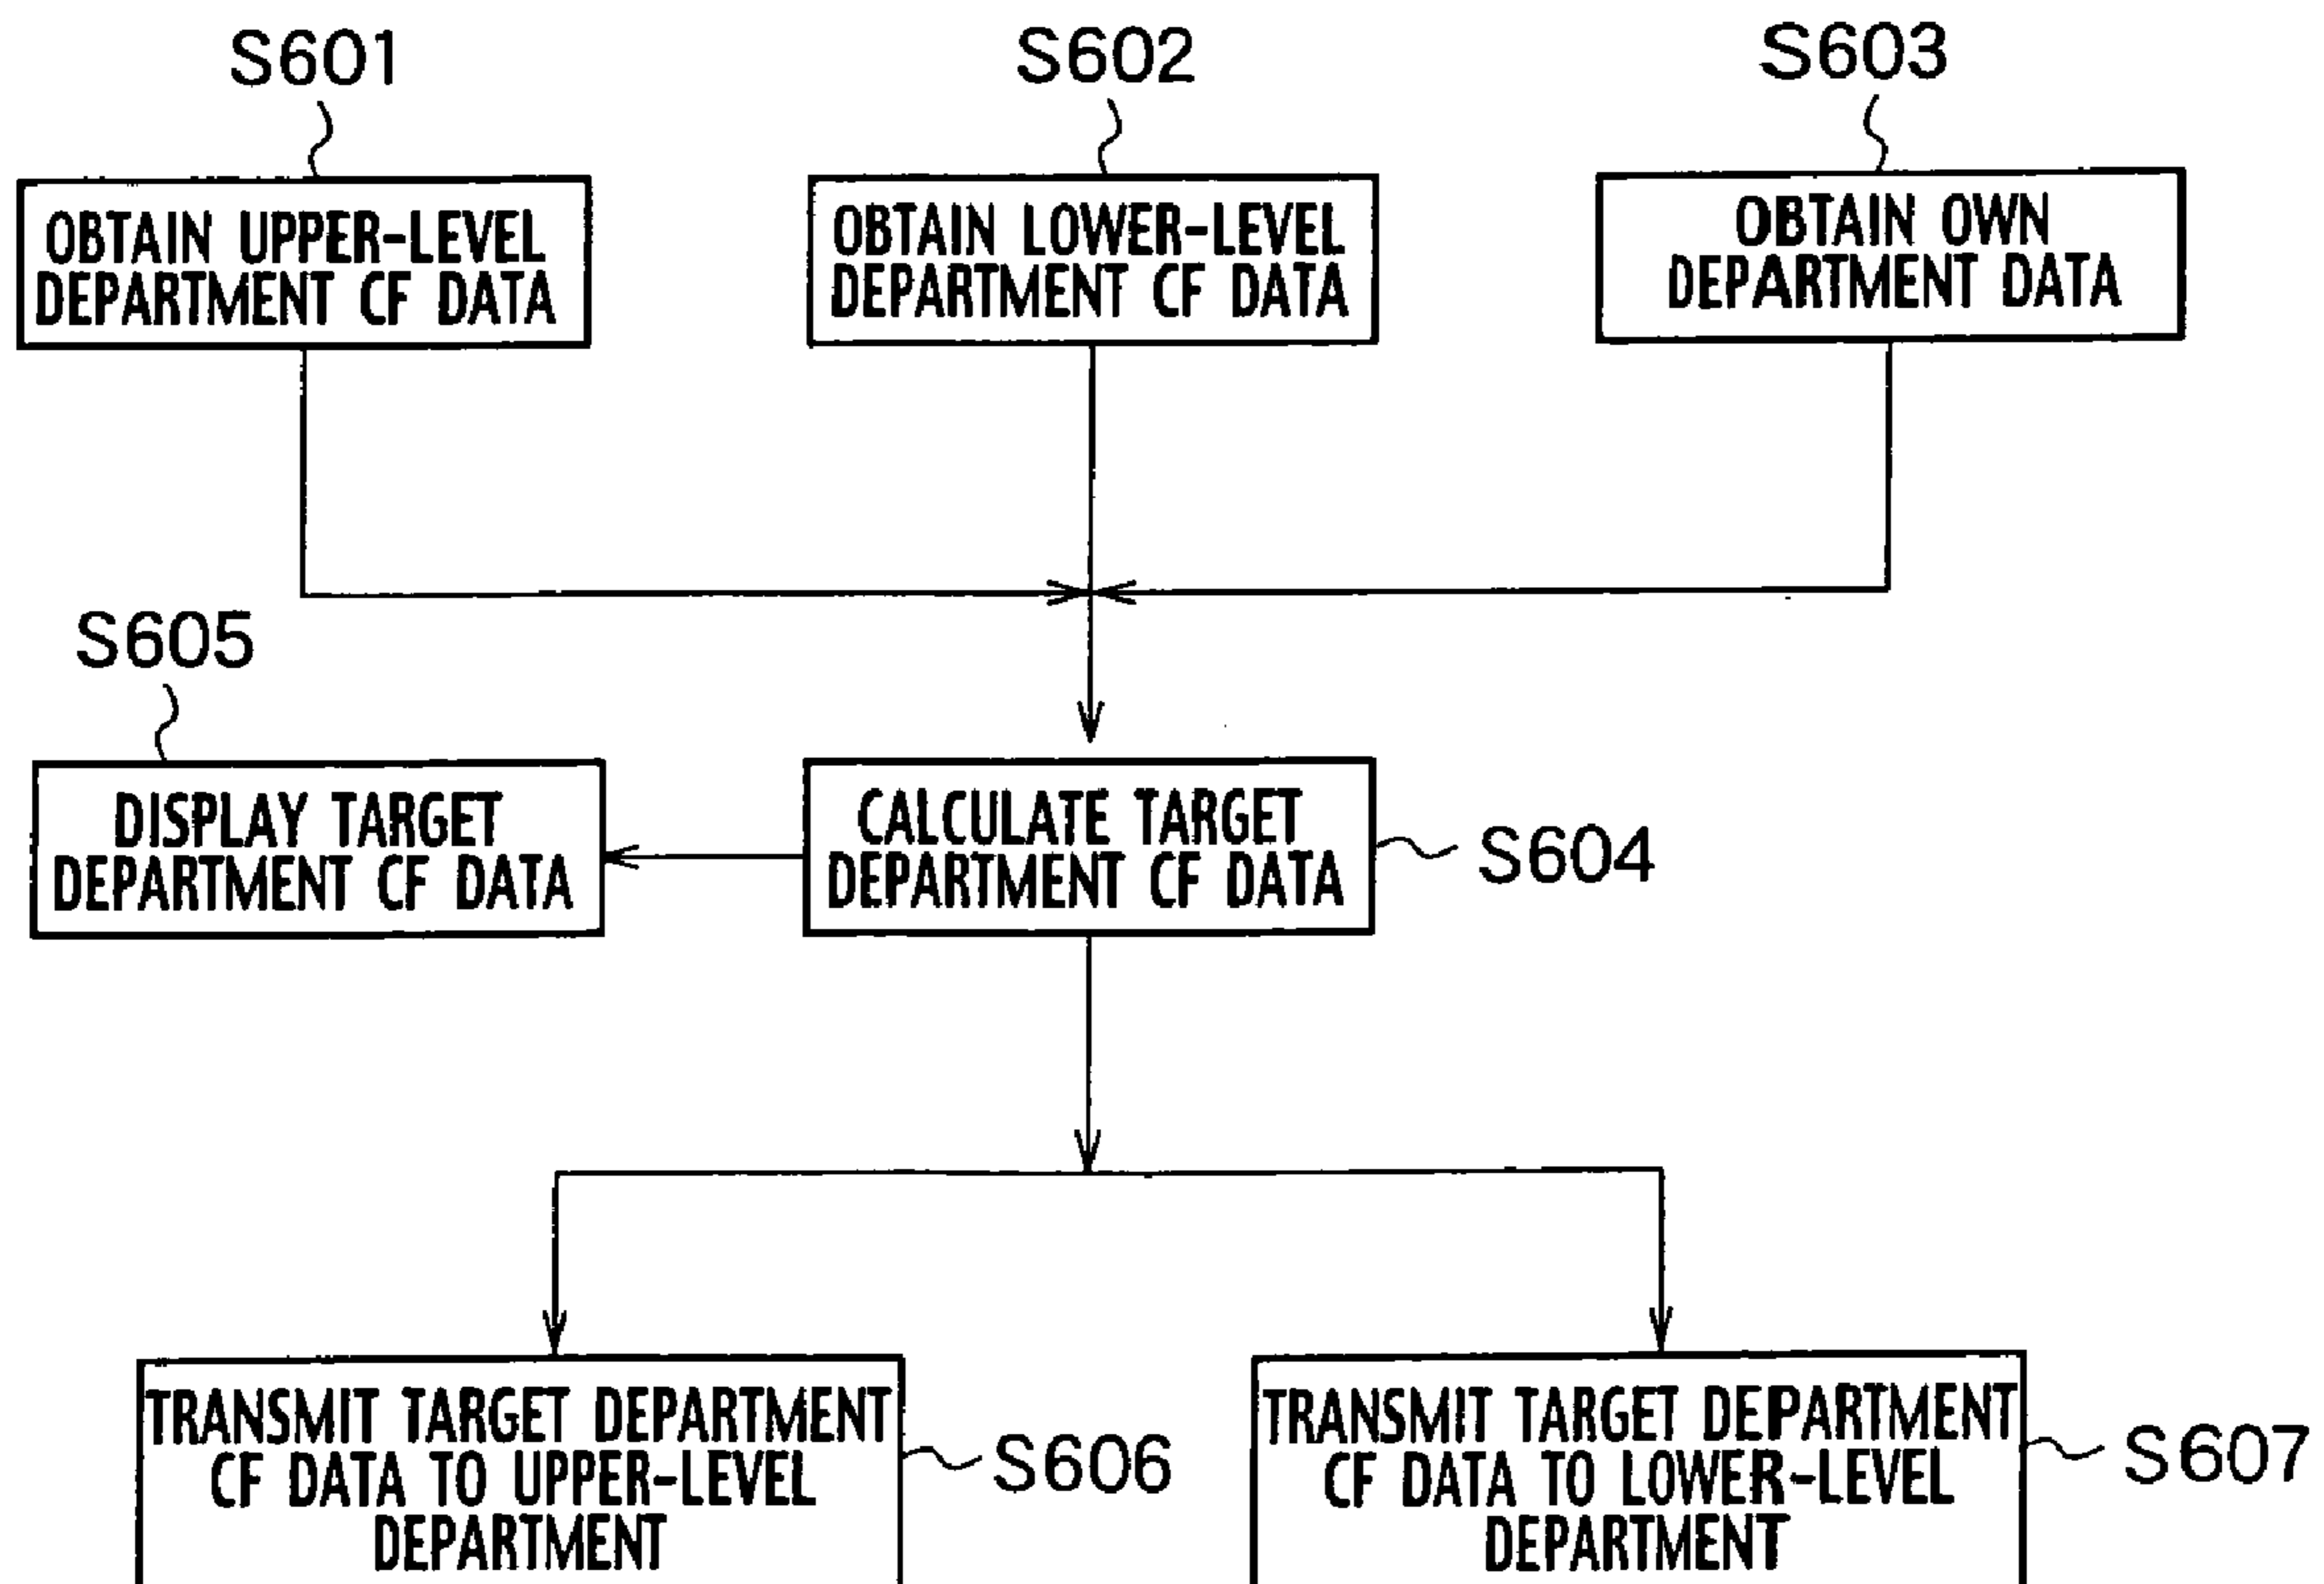 S601
S602
S603
OBTAIN UPPER-LEVEL
DEPARTMENT CF DATA
OBTAIN LOWER-LEVEL
DEPARTMENT CF DATA
OBTAIN OWN
DEPARTMENT DATA
S605
DISPLAY TARGET
DEPARTMENT CF DATA
CALCULATE TARGET
DEPARTMENT CF DATA
S604
TRANSMIT TARGET DEPARTMENT
CF DATA TO UPPER-LEVEL
DEPARTMENT
S606
TRANSMIT TARGET DEPARTMENT
CF DATA TO LOWER-LEVEL
DEPARTMENT
S607